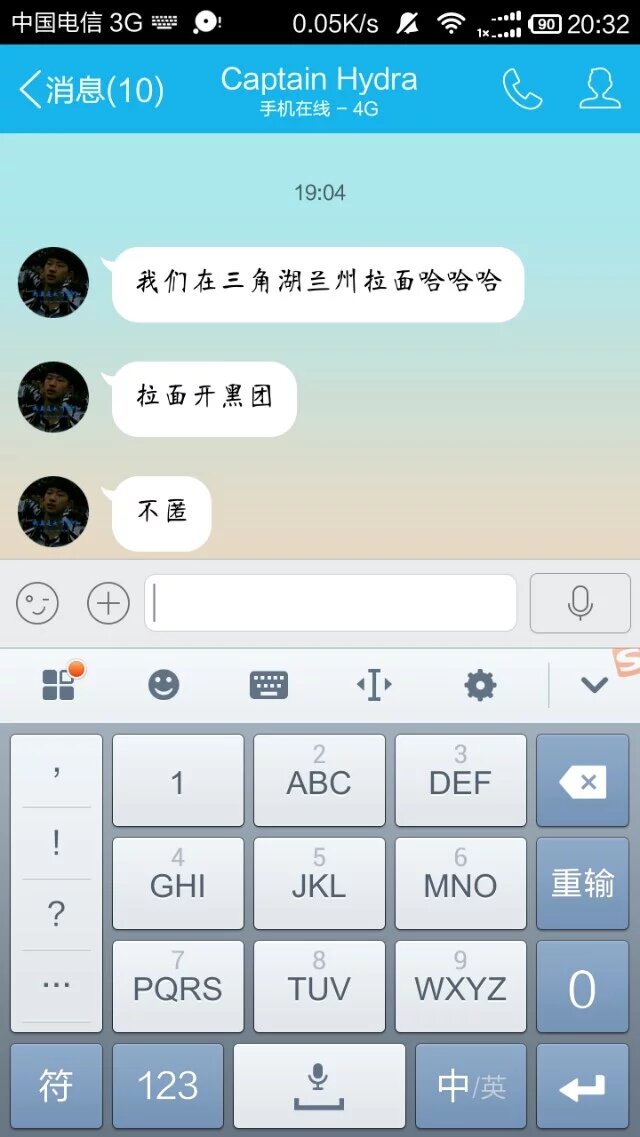 中国电信 3G 0.05K/s 1x 90 20:32
消息(10) Captain Hydra
手机在线 – 4G
19:04
我们在三角湖兰州拉面哈哈哈
拉面开黑团
不匿
S
, 1 2 ABC 3 DEF
! 4 GHI 5 JKL 6 MNO 重输
? 7 PQRS 8 TUV 9 WXYZ 0
...
符 123 中/英